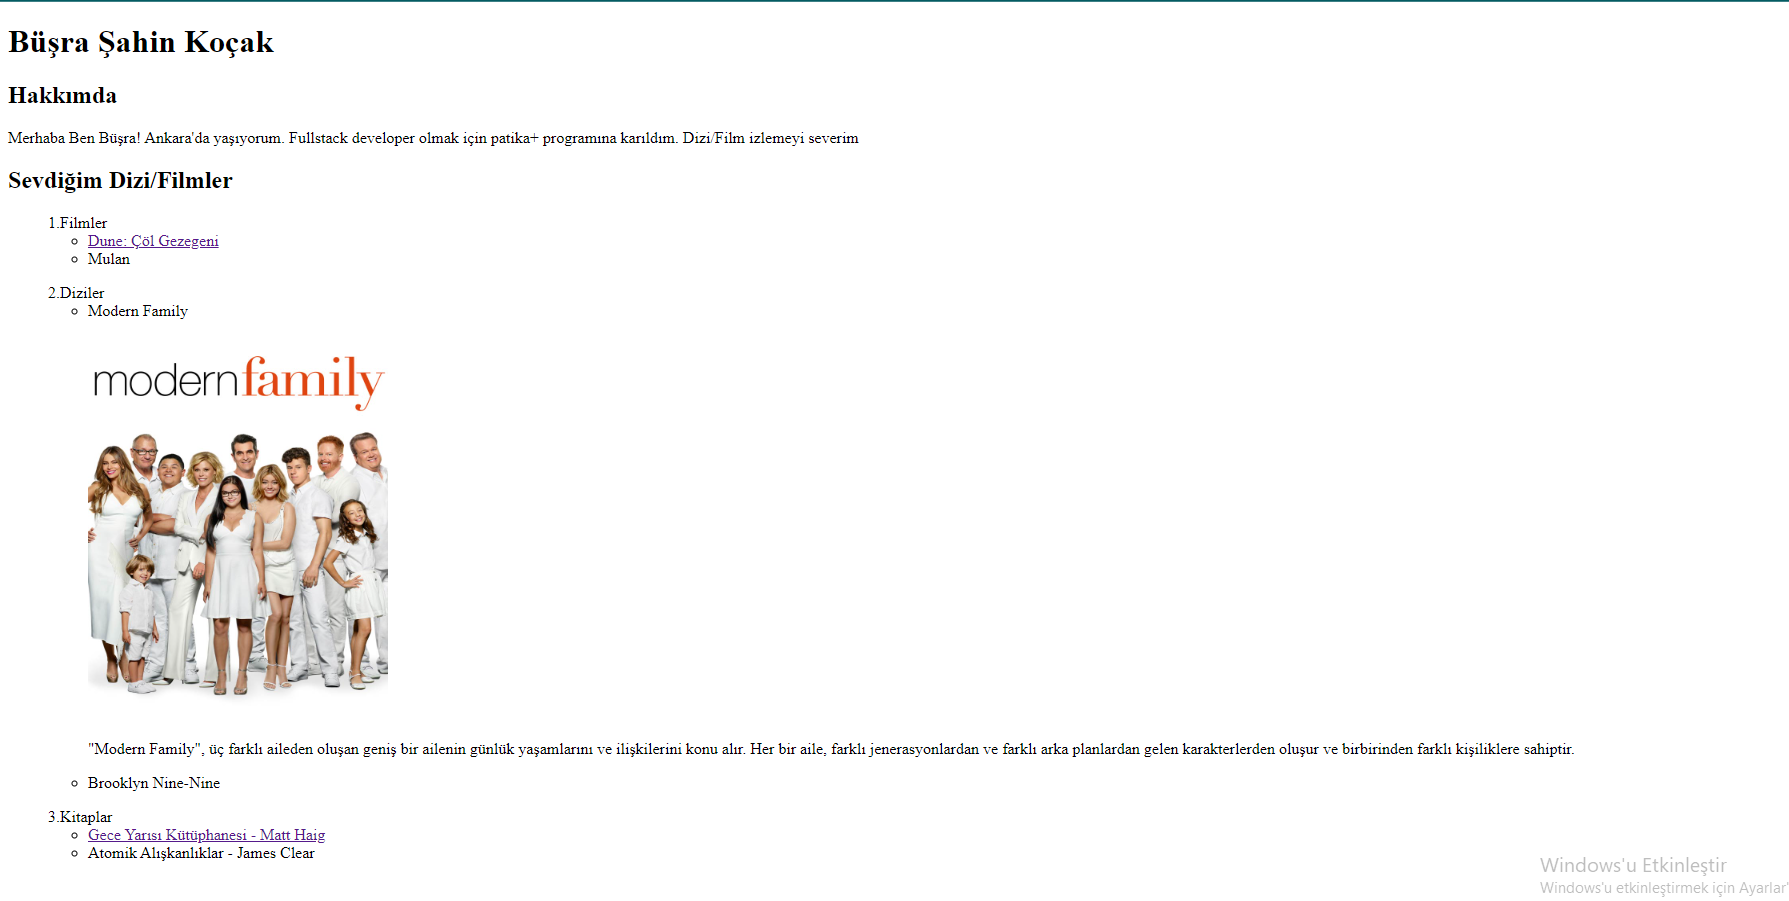 Büşra Şahin Koçak
Hakkımda
Merhaba Ben Büşra! Ankara'da yaşıyorum. Fullstack developer olmak için patika+ programına karıldım. Dizi/Film izlemeyi severim
Sevdiğim Dizi/Filmler
1.Filmler
Dune: Çöl Gezegeni
Mulan
2.Diziler
Modern Family
modernfamily
"Modern Family", üç farklı aileden oluşan geniş bir ailenin günlük yaşamlarını ve ilişkilerini konu alır. Her bir aile, farklı jenerasyonlardan ve farklı arka planlardan gelen karakterlerden oluşur ve birbirinden farklı kişiliklere sahiptir.
Brooklyn Nine-Nine
3.Kitaplar
Gece Yarısı Kütüphanesi - Matt Haig
Atomik Alışkanlıklar - James Clear
Windows'u Etkinleştir
Windows'u etkinleştirmek için Ayarlar'